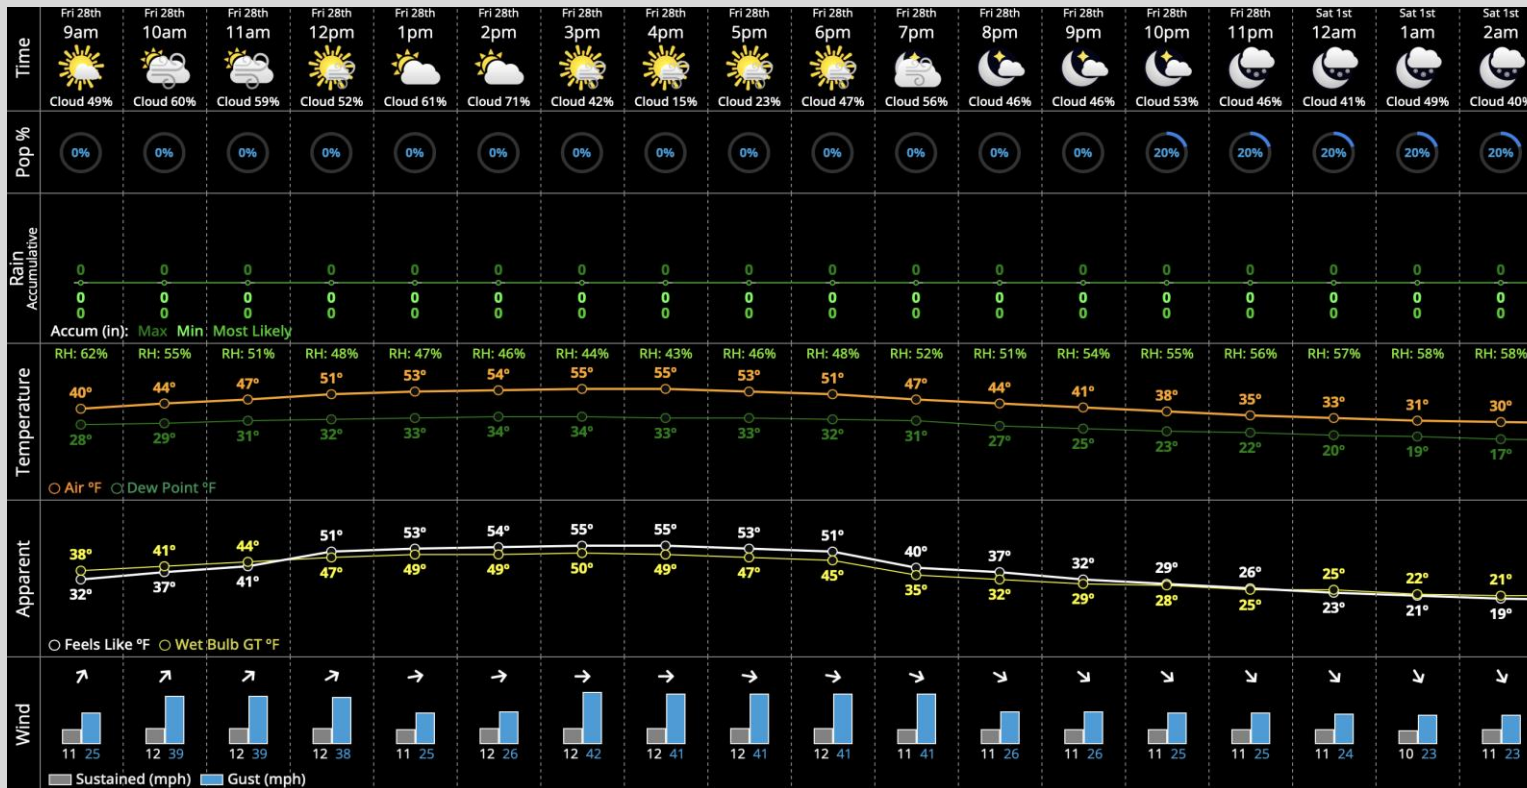 Fri 28th Fri 28th Fri 28th Fri 28th Fri 28th Fri 28th Fri 28th Fri 28th Fri 28th Fri 28th Fri 28th Fri 28th Fri 28th Fri 28th Fri 28th Sat 1st Sat 1st Sat 1st
9am 10am 11am 12pm 1pm 2pm 3pm 4pm 5pm 6pm 7pm 8pm 9pm 10pm 11pm 12am 1am 2am
Time
Cloud 49% Cloud 60% Cloud 59% Cloud 52% Cloud 61% Cloud 71% Cloud 42% Cloud 15% Cloud 23% Cloud 47% Cloud 56% Cloud 46% Cloud 46% Cloud 53% Cloud 46% Cloud 41% Cloud 49% Cloud 40%
Pop %
0% 0% 0% 0% 0% 0% 0% 0% 0% 0% 0% 0% 0% 20% 20% 20% 20% 20%
Rain
Accumulative
0 0 0 0 0 0 0 0 0 0 0 0 0 0 0 0 0 0
0 0 0 0 0 0 0 0 0 0 0 0 0 0 0 0 0 0
0 0 0 0 0 0 0 0 0 0 0 0 0 0 0 0 0 0
Accum (in): Max Min Most Likely
Temperature
RH: 62% RH: 55% RH: 51% RH: 48% RH: 47% RH: 46% RH: 44% RH: 43% RH: 46% RH: 48% RH: 52% RH: 51% RH: 54% RH: 55% RH: 56% RH: 57% RH: 58% RH: 58%
40° 44° 47° 51° 53° 54° 55° 55° 53° 51° 47° 44° 41° 38° 35° 33° 31° 30°
28° 29° 31° 32° 33° 34° 34° 33° 33° 32° 31° 27° 25° 23° 22° 20° 19° 17°
Air °F Dew Point °F
Apparent
38° 41° 44° 51° 53° 54° 55° 55° 53° 51° 40° 37° 32° 29° 26° 25° 22° 21°
32° 37° 41° 47° 49° 49° 50° 49° 47° 45° 35° 32° 29° 28° 25° 23° 21° 19°
Feels Like °F Wet Bulb GT °F
Wind
11 25 12 39 12 39 12 38 11 25 12 26 12 42 12 41 12 41 12 41 11 41 11 26 11 26 11 25 11 25 11 24 10 23 11 23
Sustained (mph) Gust (mph)